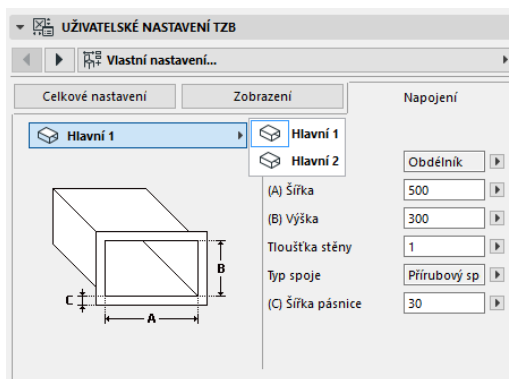 UŽIVATELSKÉ NASTAVENÍ TZB
Vlastní nastavení...
Celkové nastavení
Zobrazení
Napojení
Hlavní 1
Hlavní 1
Hlavní 2
Obdélník
(A) Šířka
500
(B) Výška
300
Tloušťka stěny
1
Typ spoje
Přírubový sp
(C) Šířka pásnice
30
B
C
A